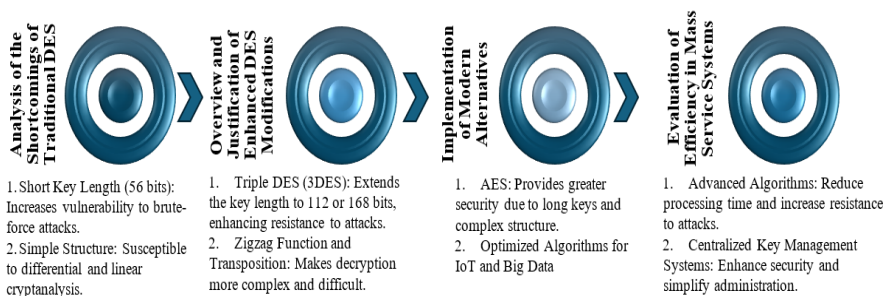 Analysis of the
Shortcomings of
Traditional DES
1. Short Key Length (56 bits):
Increases vulnerability to brute-
force attacks.
2. Simple Structure: Susceptible
to differential and linear
cryptanalysis.
Overview and
Justification of
Enhanced DES
Modifications
1. Triple DES (3DES): Extends
the key length to 112 or 168 bits,
enhancing resistance to attacks.
2. Zigzag Function and
Transposition: Makes decryption
more complex and difficult.
Implementation
of Modern
Alternatives
1. AES: Provides greater
security due to long keys and
complex structure.
2. Optimized Algorithms for
IoT and Big Data
Evaluation of
Efficiency in Mass
Service Systems
1. Advanced Algorithms: Reduce
processing time and increase resistance
to attacks.
2. Centralized Key Management
Systems: Enhance security and
simplify administration.